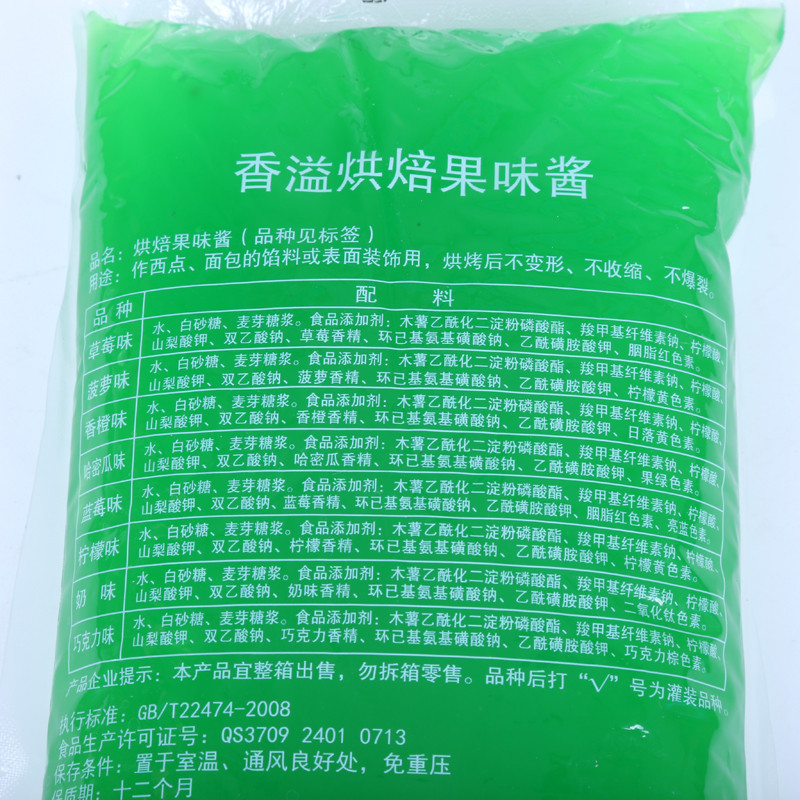 香溢烘焙果味酱
品名：烘焙果味酱（品种见标签）
用途：作西点、面包的馅料或表面装饰用，烘烤后不变形、不收缩、不爆裂。
品种 配料
草莓味 水、白砂糖、麦芽糖浆。食品添加剂：木薯乙酰化二淀粉磷酸酯、羧甲基纤维素钠、柠檬酸、
山梨酸钾、双乙酸钠、草莓香精、环已基氨基磺酸钠、乙酰磺胺酸钾、胭脂红色素。
菠萝味 水、白砂糖、麦芽糖浆。食品添加剂：木薯乙酰化二淀粉磷酸酯、羧甲基纤维素钠、柠檬酸、
山梨酸钾、双乙酸钠、菠萝香精、环已基氨基磺酸钠、乙酰磺胺酸钾、柠檬黄色素。
香橙味 水、白砂糖、麦芽糖浆。食品添加剂：木薯乙酰化二淀粉磷酸酯、羧甲基纤维素钠、柠檬酸、
山梨酸钾、双乙酸钠、香橙香精、环已基氨基磺酸钠、乙酰磺胺酸钾、日落黄色素。
哈密瓜味 水、白砂糖、麦芽糖浆。食品添加剂：木薯乙酰化二淀粉磷酸酯、羧甲基纤维素钠、柠檬酸、
山梨酸钾、双乙酸钠、哈密瓜香精、环已基氨基磺酸钠、乙酰磺胺酸钾、果绿色素。
蓝莓味 水、白砂糖、麦芽糖浆。食品添加剂：木薯乙酰化二淀粉磷酸酯、羧甲基纤维素钠、柠檬酸、
山梨酸钾、双乙酸钠、蓝莓香精、环已基氨基磺酸钠、乙酰磺胺酸钾、胭脂红色素、亮蓝色素。
柠檬味 水、白砂糖、麦芽糖浆。食品添加剂：木薯乙酰化二淀粉磷酸酯、羧甲基纤维素钠、柠檬酸、
山梨酸钾、双乙酸钠、柠檬香精、环已基氨基磺酸钠、乙酰磺胺酸钾、柠檬黄色素。
奶味 水、白砂糖、麦芽糖浆。食品添加剂：木薯乙酰化二淀粉磷酸酯、羧甲基纤维素钠、柠檬酸、
山梨酸钾、双乙酸钠、奶味香精、环已基氨基磺酸钠、乙酰磺胺酸钾、二氧化钛色素。
巧克力味 水、白砂糖、麦芽糖浆。食品添加剂：木薯乙酰化二淀粉磷酸酯、羧甲基纤维素钠、柠檬酸、
山梨酸钾、双乙酸钠、巧克力香精、环已基氨基磺酸钠、乙酰磺胺酸钾、巧克力棕色素。
产品企业提示：本产品宜整箱出售，勿拆箱零售。品种后打“√”号为灌装品种。
执行标准：GB/T22474-2008
食品生产许可证号：QS3709 2401 0713
保存条件：置于室温、通风良好处，免重压
保质期：十二个月